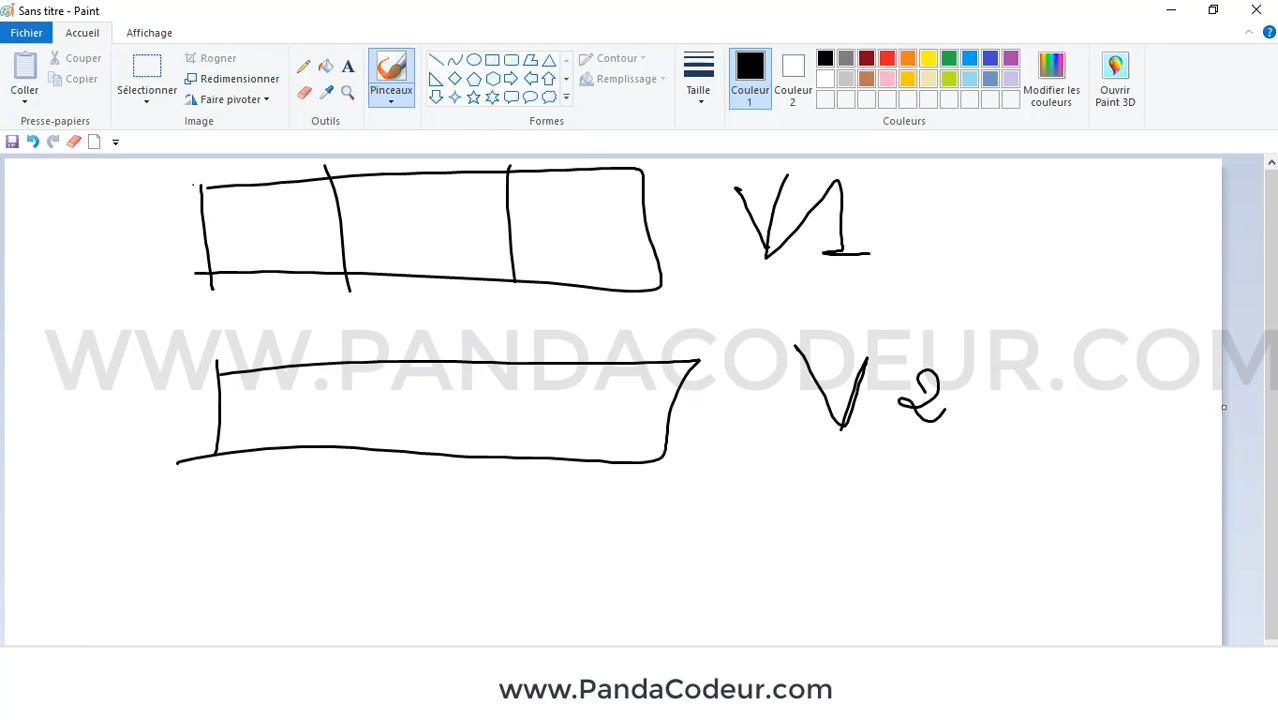 Sans titre - Paint
Fichier Accueil Affichage
Coller
Couper
Copier
Presse-papiers
Sélectionner
Rogner
Redimensionner
Faire pivoter
Image
Outils
Pinceaux
Contour
Remplissage
Formes
Taille
Couleur 1
Couleur 2
Modifier les couleurs
Couleurs
Ouvrir Paint 3D
V1
WWW.PANDACODEUR.COM
V2
www.PandaCodeur.com